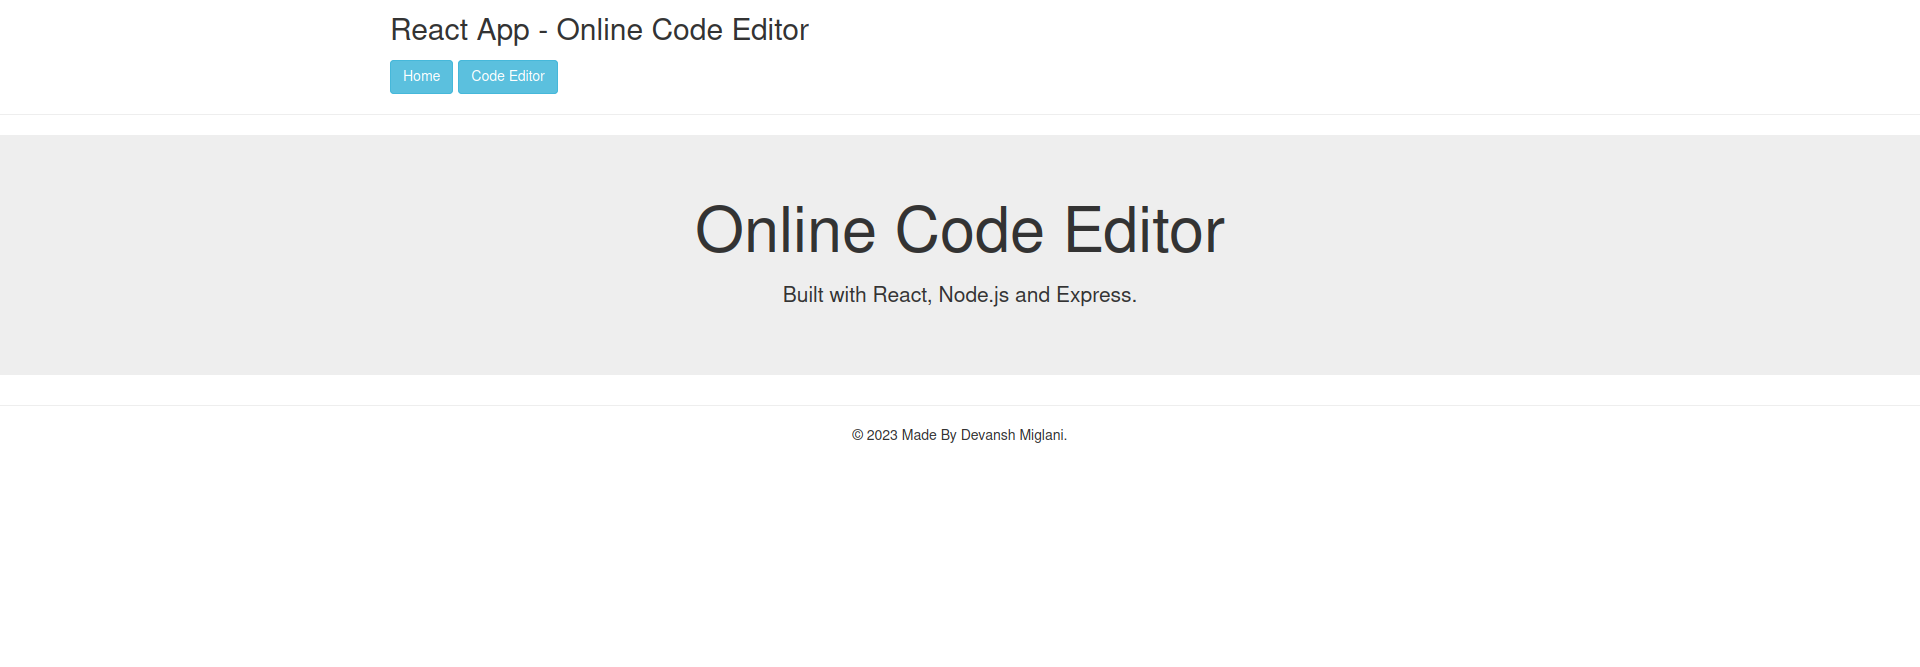 React App - Online Code Editor
Home Code Editor
Online Code Editor
Built with React, Node.js and Express.
© 2023 Made By Devansh Miglani.